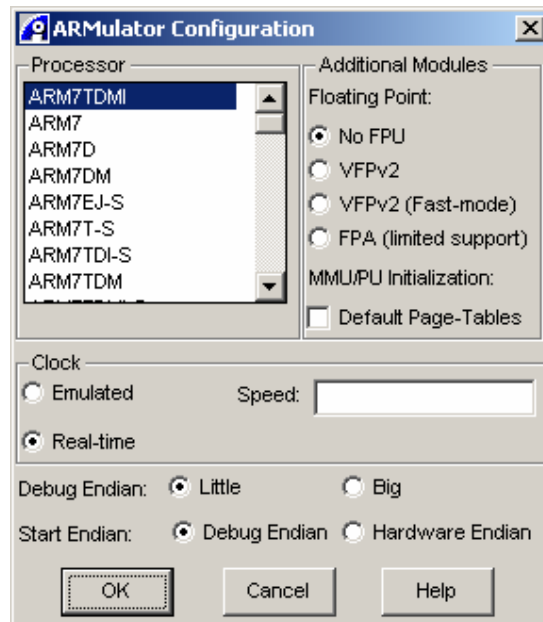 ARMulator Configuration
Processor
ARM7TDMI
ARM7
ARM7D
ARM7DM
ARM7EJ-S
ARM7T-S
ARM7TDI-S
ARM7TDM
Additional Modules
Floating Point:
No FPU
VFPv2
VFPv2 (Fast-mode)
FPA (limited support)
MMU/PU Initialization:
Default Page-Tables
Clock
Emulated
Speed:
Real-time
Debug Endian: Little Big
Start Endian: Debug Endian Hardware Endian
OK Cancel Help